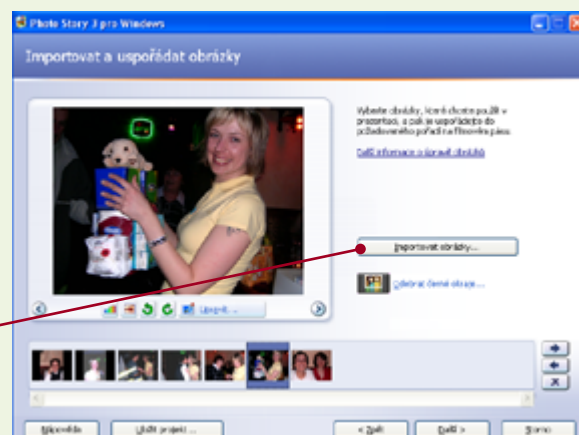 Photo Story 3 pro Windows
Importovat a uspořádat obrázky
Vyberte obrázky, které chcete použít v
prezentaci, a pak je uspořádejte do
požadovaného pořadí na filmovém pásu.
Další informace o úpravě obrázků
Importovat obrázky...
Odebrat černé okraje...
Upravit...
Nápověda
Uložit projekt ...
< Zpět
Další >
Storno